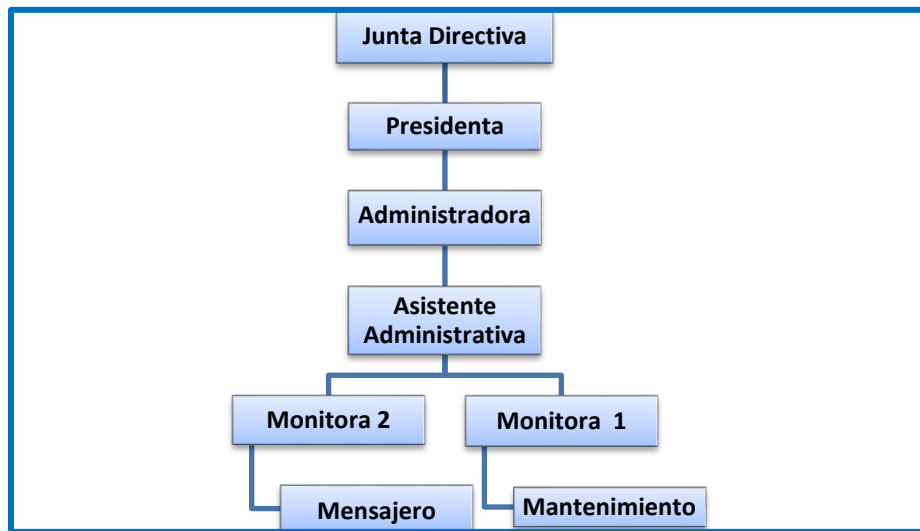 Junta Directiva
Presidenta
Administradora
Asistente
Administrativa
Monitora 2
Monitora 1
Mensajero
Mantenimiento